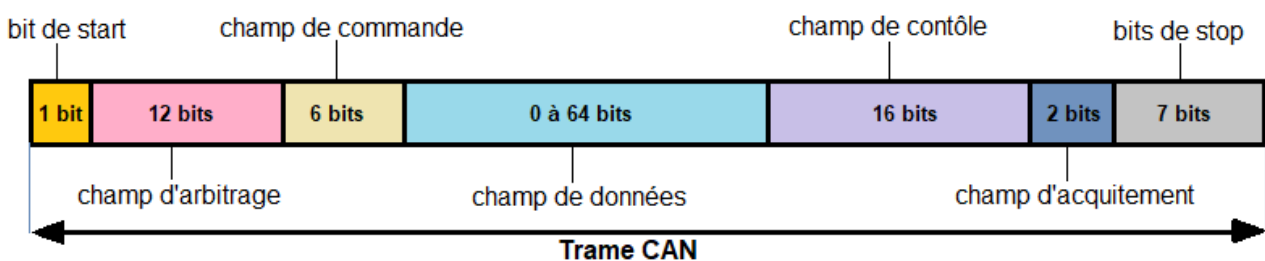 bit de start champ de commande champ de contôle bits de stop
1 bit 12 bits 6 bits 0 à 64 bits 16 bits 2 bits 7 bits
champ d'arbitrage champ de données champ d'acquitement
Trame CAN